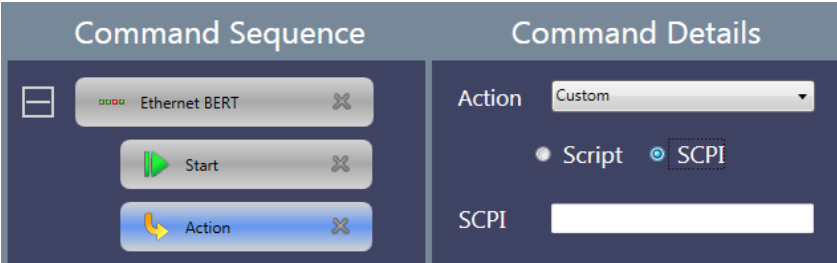 Command Sequence
Ethernet BERT
Start
Action
Command Details
Action Custom
Script SCPI
SCPI